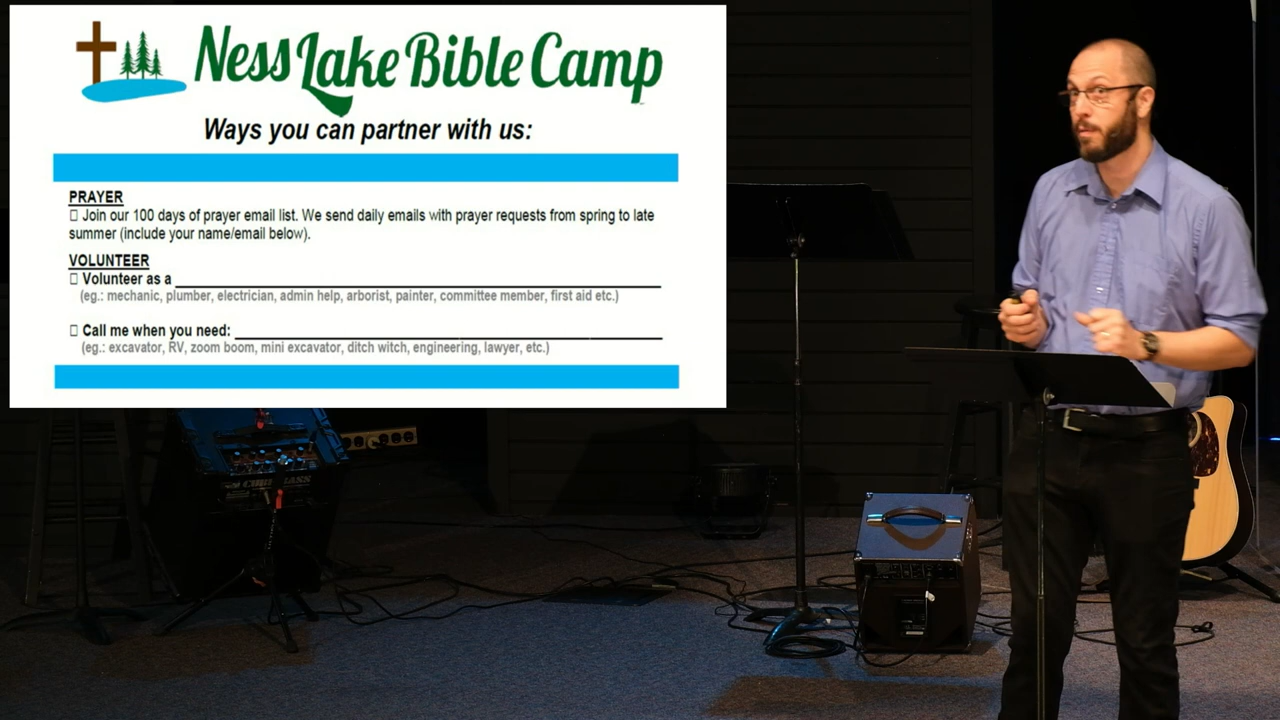 Ness Lake Bible Camp
Ways you can partner with us:
PRAYER
☐ Join our 100 days of prayer email list. We send daily emails with prayer requests from spring to late
summer (include your name/email below).
VOLUNTEER
☐ Volunteer as a ____________________
(eg.: mechanic, plumber, electrician, admin help, arborist, painter, committee member, first aid etc.)
☐ Call me when you need: ____________________
(eg.: excavator, RV, zoom boom, mini excavator, ditch witch, engineering, lawyer, etc.)